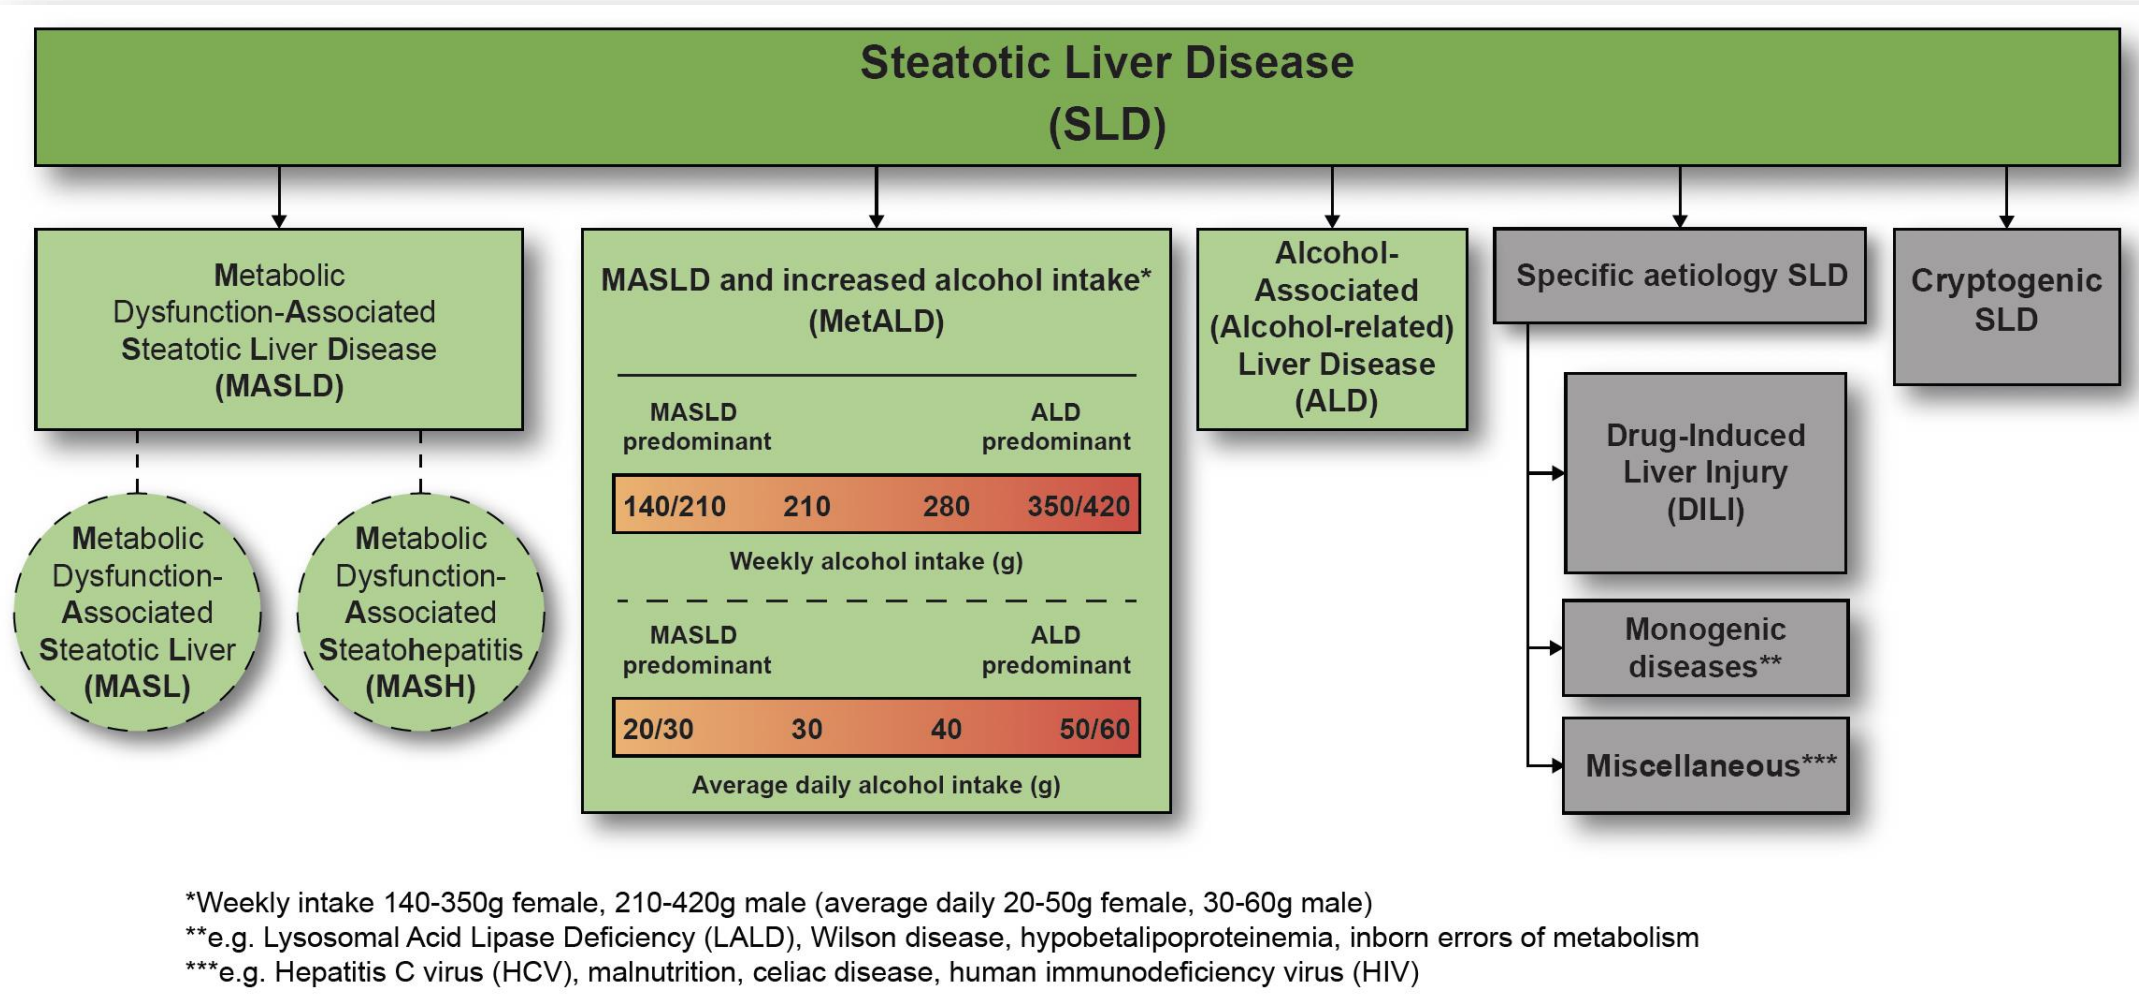 Steatotic Liver Disease
(SLD)
Metabolic
Dysfunction-Associated
Steatotic Liver Disease
(MASLD)
Metabolic
Dysfunction-
Associated
Steatotic Liver
(MASL)
Metabolic
Dysfunction-
Associated
Steatohepatitis
(MASH)
MASLD and increased alcohol intake*
(MetALD)
MASLD
predominant
ALD
predominant
140/210 210 280 350/420
Weekly alcohol intake (g)
MASLD
predominant
ALD
predominant
20/30 30 40 50/60
Average daily alcohol intake (g)
Alcohol-
Associated
(Alcohol-related)
Liver Disease
(ALD)
Specific aetiology SLD
Drug-Induced
Liver Injury
(DILI)
Monogenic
diseases**
Miscellaneous***
Cryptogenic
SLD
*Weekly intake 140-350g female, 210-420g male (average daily 20-50g female, 30-60g male)
**e.g. Lysosomal Acid Lipase Deficiency (LALD), Wilson disease, hypobetalipoproteinemia, inborn errors of metabolism
***e.g. Hepatitis C virus (HCV), malnutrition, celiac disease, human immunodeficiency virus (HIV)